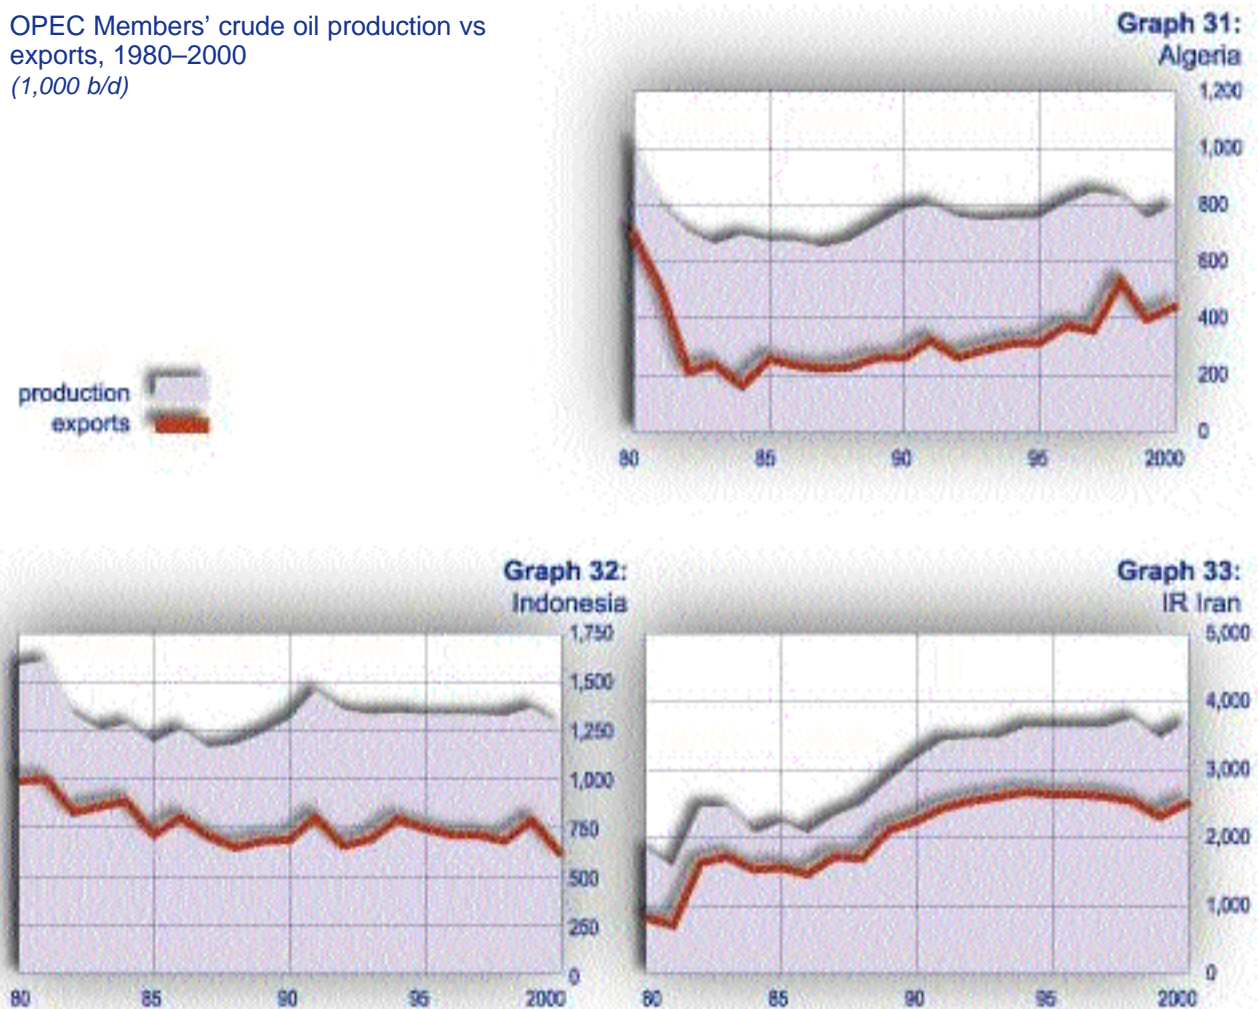 OPEC Members’ crude oil production vs
exports, 1980–2000
(1,000 b/d)
production
exports
Graph 31:
Algeria
1,200
1,000
800
600
400
200
0
80 85 90 95 2000
Graph 32:
Indonesia
1,750
1,500
1,250
1,000
750
500
250
0
80 85 90 95 2000
Graph 33:
IR Iran
5,000
4,000
3,000
2,000
1,000
0
80 85 90 95 2000